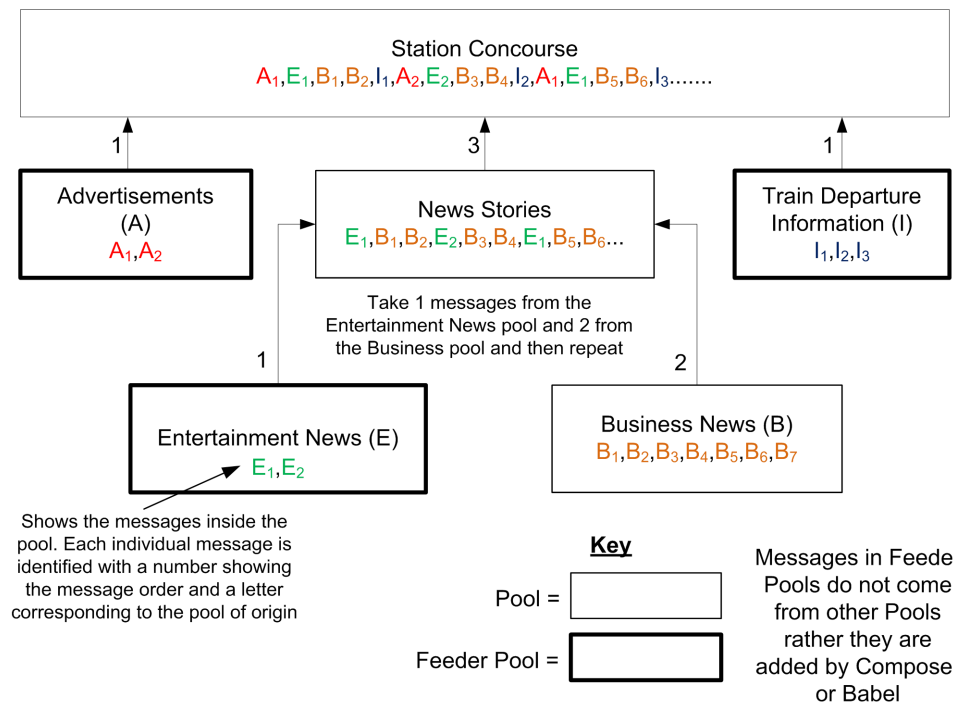 Station Concourse
A1,E1,B1,B2,I1,A2,E2,B3,B4,I2,A1,E1,B5,B6,I3.......
1
3
1
Advertisements
(A)
A1,A2
News Stories
E1,B1,B2,E2,B3,B4,E1,B5,B6...
Train Departure
Information (I)
I1,I2,I3
Take 1 messages from the
Entertainment News pool and 2 from
the Business pool and then repeat
1
2
Entertainment News (E)
E1,E2
Business News (B)
B1,B2,B3,B4,B5,B6,B7
Shows the messages inside the
pool. Each individual message is
identified with a number showing
the message order and a letter
corresponding to the pool of origin
Key
Pool =
Feeder Pool =
Messages in Feede
Pools do not come
from other Pools
rather they are
added by Compose
or Babel